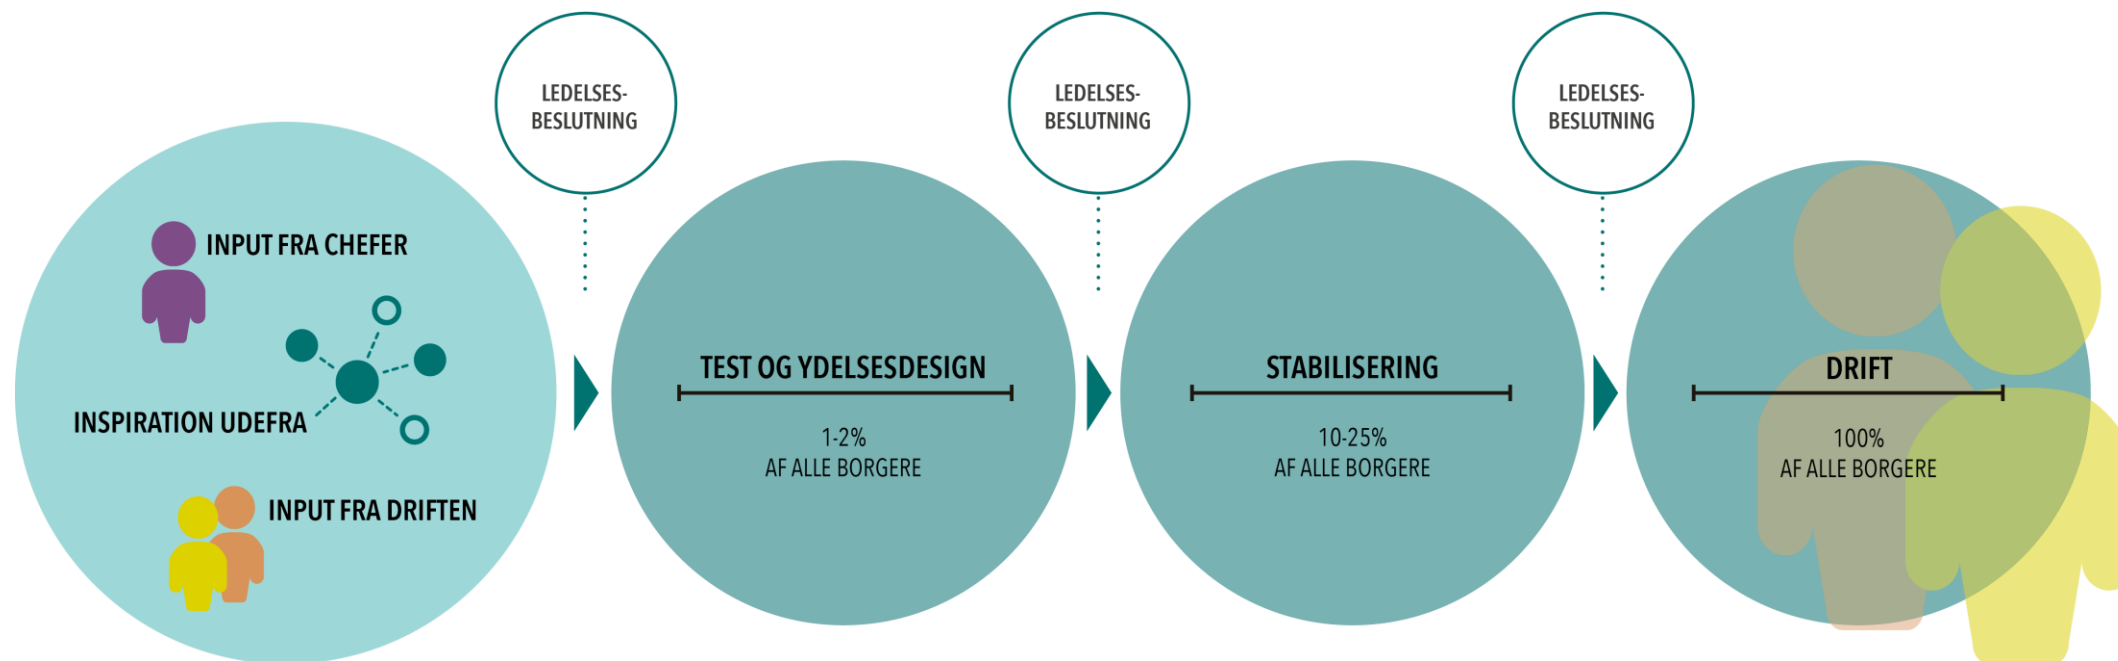 LEDELSES-
BESLUTNING
LEDELSES-
BESLUTNING
LEDELSES-
BESLUTNING
INPUT FRA CHEFER
INSPIRATION UDEFRA
INPUT FRA DRIFTEN
TEST OG YDELSESDESIGN
1-2%
AF ALLE BORGERE
STABILISERING
10-25%
AF ALLE BORGERE
DRIFT
100%
AF ALLE BORGERE